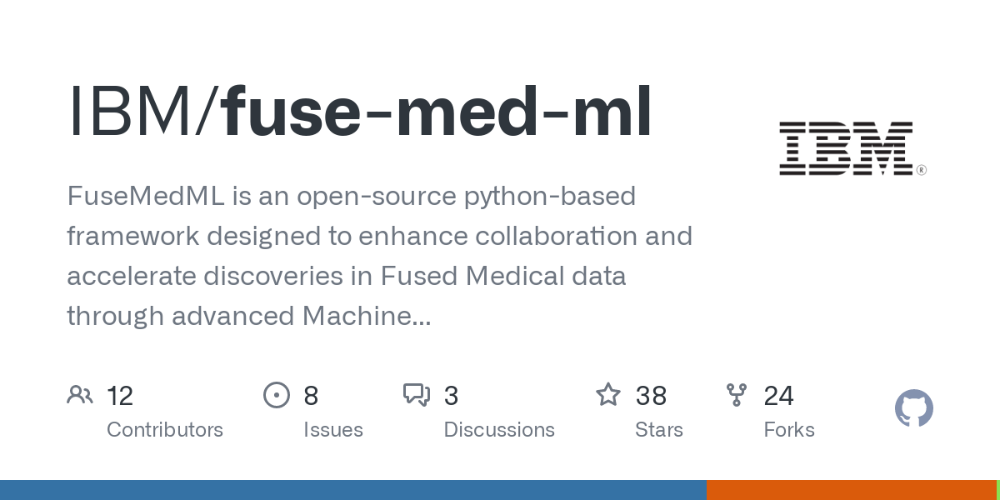 IBM/fuse-med-ml
IBM®
FuseMedML is an open-source python-based
framework designed to enhance collaboration and
accelerate discoveries in Fused Medical data
through advanced Machine...
12
Contributors
8
Issues
3
Discussions
38
Stars
24
Forks